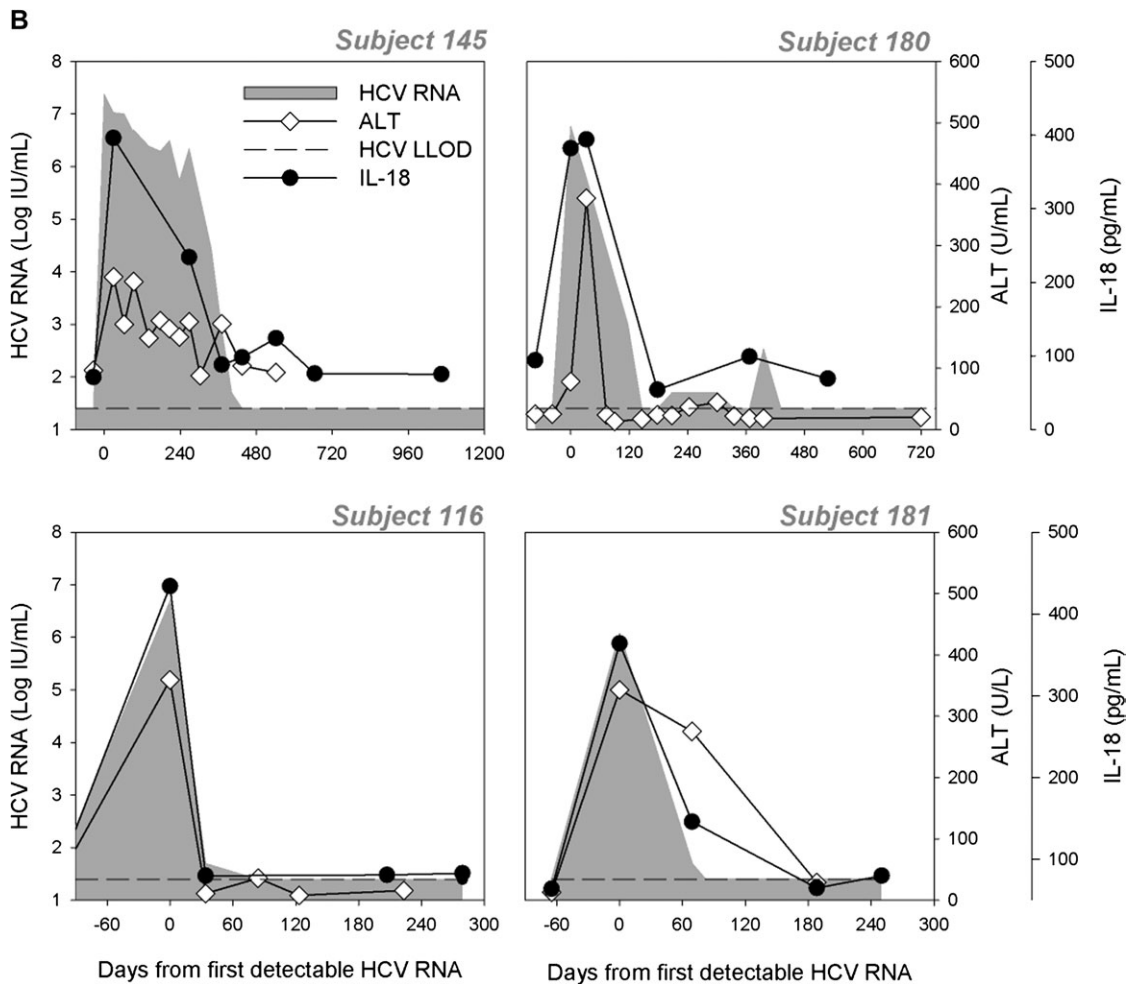 B
Subject 145
Subject 180
8
7
6
5
4
3
2
1
HCV RNA (Log IU/mL)
HCV RNA
ALT
HCV LLOD
IL-18
0 240 480 720 960 1200
600
500
400
300
200
100
0
ALT (U/mL)
500
400
300
200
100
0
IL-18 (pg/mL)
0 120 240 360 480 600 720
Subject 116
Subject 181
8
7
6
5
4
3
2
1
HCV RNA (Log IU/mL)
-60 0 60 120 180 240 300
600
500
400
300
200
100
0
ALT (U/L)
500
400
300
200
100
IL-18 (pg/mL)
-60 0 60 120 180 240 300
Days from first detectable HCV RNA
Days from first detectable HCV RNA